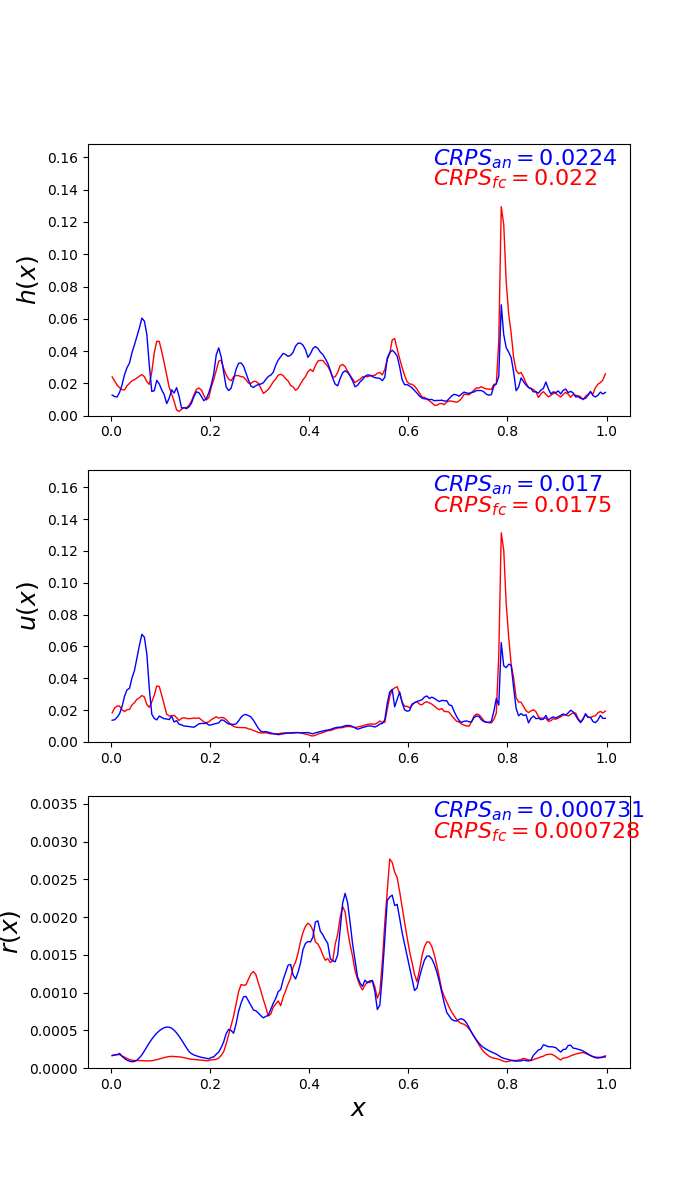 CRPS_an = 0.0224
CRPS_fc = 0.022
h(x)
0.16
0.14
0.12
0.10
0.08
0.06
0.04
0.02
0.00
0.0 0.2 0.4 0.6 0.8 1.0
CRPS_an = 0.017
CRPS_fc = 0.0175
u(x)
0.16
0.14
0.12
0.10
0.08
0.06
0.04
0.02
0.00
0.0 0.2 0.4 0.6 0.8 1.0
CRPS_an = 0.000731
CRPS_fc = 0.000728
r(x)
0.0035
0.0030
0.0025
0.0020
0.0015
0.0010
0.0005
0.0000
0.0 0.2 0.4 0.6 0.8 1.0
x